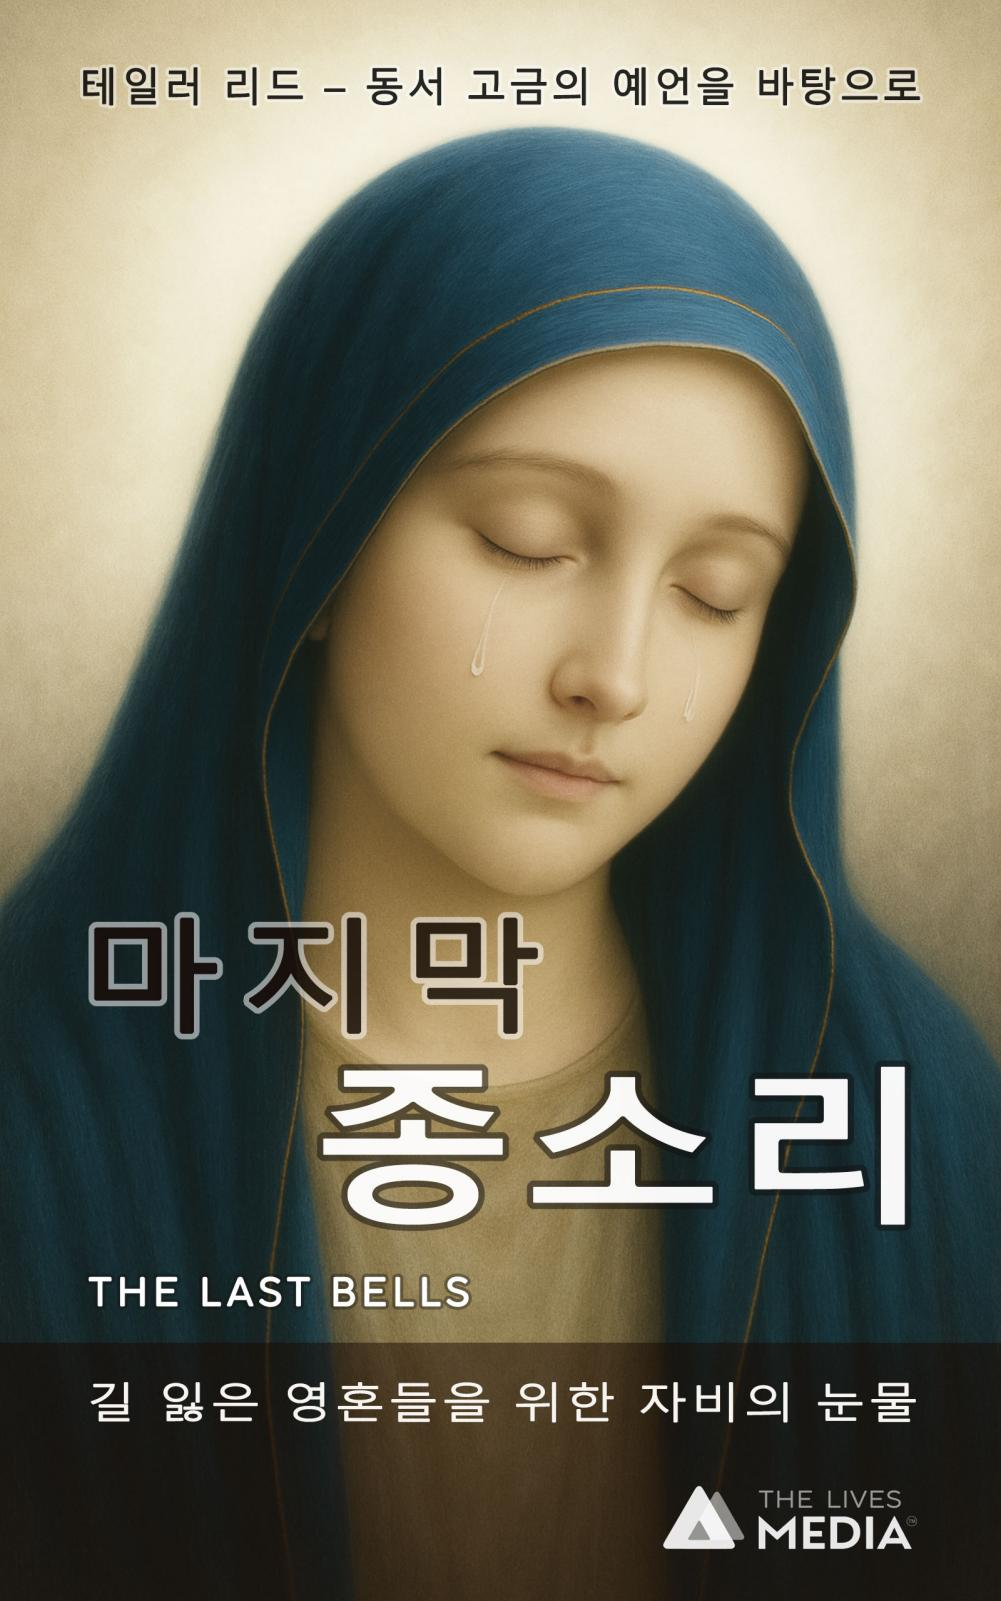 테일러 리드 – 동서 고금의 예언을 바탕으로
마지막
종소리
THE LAST BELLS
길 잃은 영혼들을 위한 자비의 눈물
THE LIVES
MEDIA™